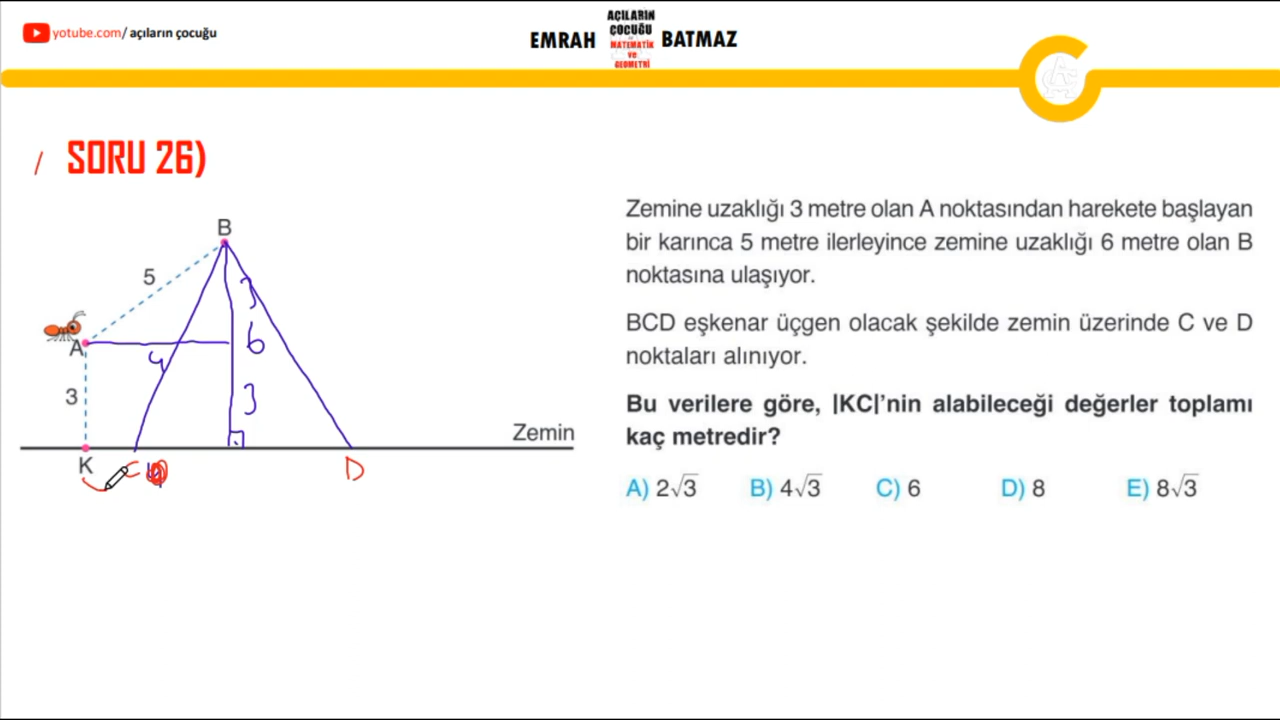 yotube.com/ açıların çocuğu
EMRAH
AÇILARIN
ÇOCUĞU
MATEMATİK
ve
GEOMETRİ
BATMAZ
/ SORU 26)
Zemine uzaklığı 3 metre olan A noktasından harekete başlayan
bir karınca 5 metre ilerleyince zemine uzaklığı 6 metre olan B
noktasına ulaşıyor.
BCD eşkenar üçgen olacak şekilde zemin üzerinde C ve D
noktaları alınıyor.
Bu verilere göre, |KC|'nin alabileceği değerler toplamı
kaç metredir?
A) 2√3 B) 4√3 C) 6 D) 8 E) 8√3
B
5
3
A
6
4
3
3
Zemin
K C D